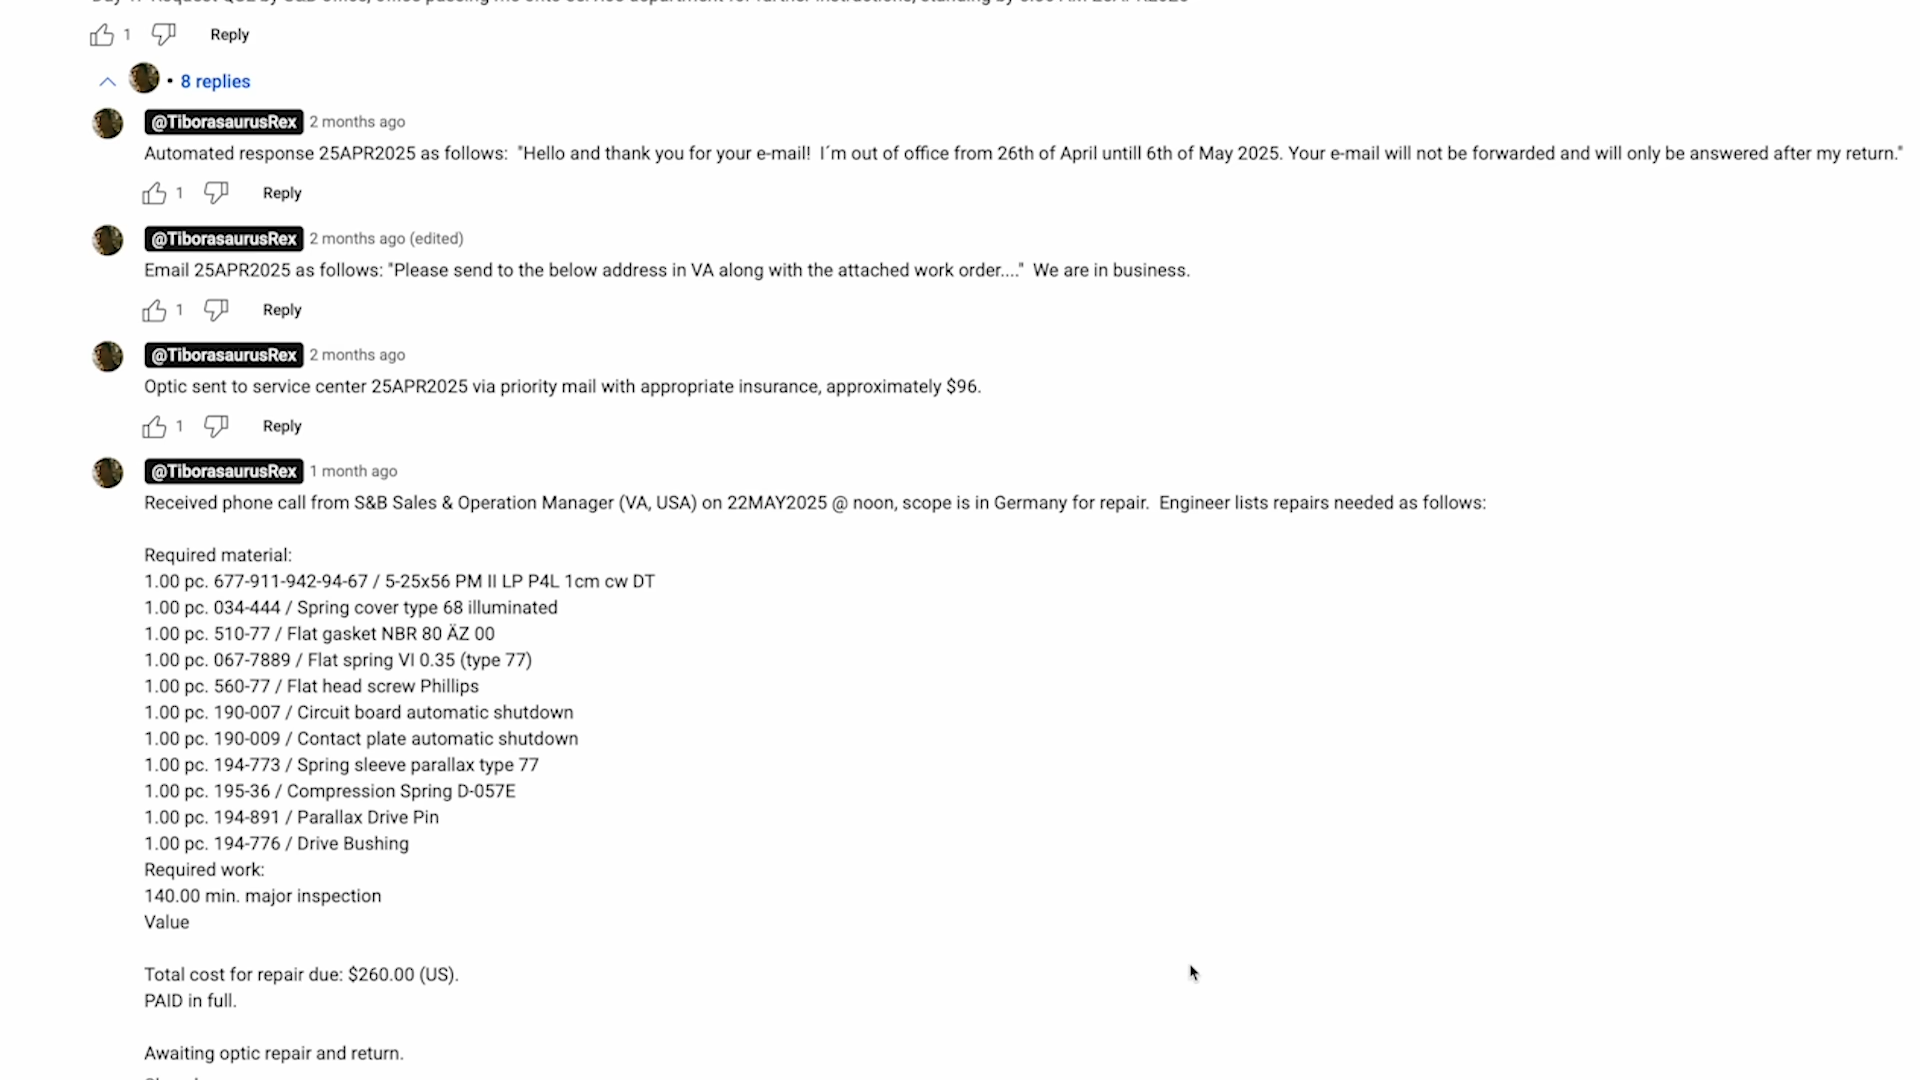 1 Reply
• 8 replies
@TiborasaurusRex 2 months ago
Automated response 25APR2025 as follows:  "Hello and thank you for your e-mail!  I´m out of office from 26th of April untill 6th of May 2025. Your e-mail will not be forwarded and will only be answered after my return."
1 Reply
@TiborasaurusRex 2 months ago (edited)
Email 25APR2025 as follows: "Please send to the below address in VA along with the attached work order...."  We are in business.
1 Reply
@TiborasaurusRex 2 months ago
Optic sent to service center 25APR2025 via priority mail with appropriate insurance, approximately $96.
1 Reply
@TiborasaurusRex 1 month ago
Received phone call from S&B Sales & Operation Manager (VA, USA) on 22MAY2025 @ noon, scope is in Germany for repair.  Engineer lists repairs needed as follows:
Required material:
1.00 pc. 677-911-942-94-67 / 5-25x56 PM II LP P4L 1cm cw DT
1.00 pc. 034-444 / Spring cover type 68 illuminated
1.00 pc. 510-77 / Flat gasket NBR 80 ÄZ 00
1.00 pc. 067-7889 / Flat spring VI 0.35 (type 77)
1.00 pc. 560-77 / Flat head screw Phillips
1.00 pc. 190-007 / Circuit board automatic shutdown
1.00 pc. 190-009 / Contact plate automatic shutdown
1.00 pc. 194-773 / Spring sleeve parallax type 77
1.00 pc. 195-36 / Compression Spring D-057E
1.00 pc. 194-891 / Parallax Drive Pin
1.00 pc. 194-776 / Drive Bushing
Required work:
140.00 min. major inspection
Value
Total cost for repair due: $260.00 (US).
PAID in full.
Awaiting optic repair and return.